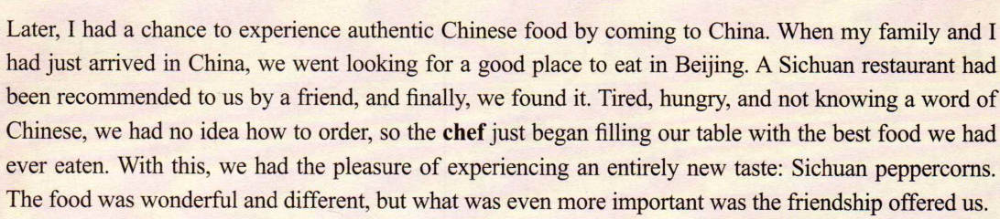 Later, I had a chance to experience authentic Chinese food by coming to China. When my family and I
had just arrived in China, we went looking for a good place to eat in Beijing. A Sichuan restaurant had
been recommended to us by a friend, and finally, we found it. Tired, hungry, and not knowing a word of
Chinese, we had no idea how to order, so the chef just began filling our table with the best food we had
ever eaten. With this, we had the pleasure of experiencing an entirely new taste: Sichuan peppercorns.
The food was wonderful and different, but what was even more important was the friendship offered us.